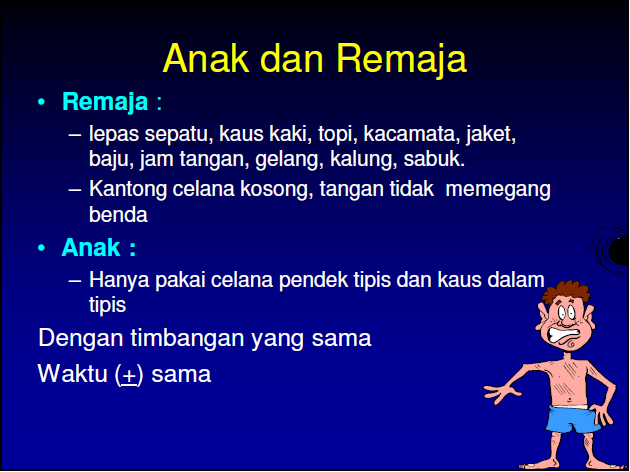 Anak dan Remaja
• Remaja :
– lepas sepatu, kaus kaki, topi, kacamata, jaket,
baju, jam tangan, gelang, kalung, sabuk.
– Kantong celana kosong, tangan tidak memegang
benda
• Anak :
– Hanya pakai celana pendek tipis dan kaus dalam
tipis
Dengan timbangan yang sama
Waktu (+) sama